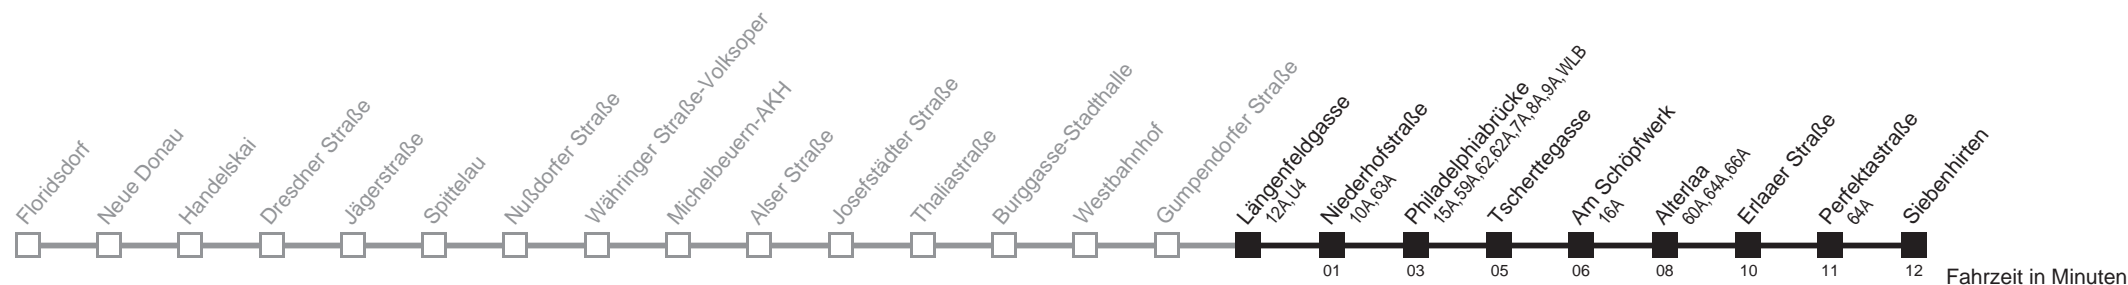 Floridsdorf
Neue Donau
Handelskai
Dresdner Straße
Jägerstraße
Spittelau
Nußdorfer Straße
Währinger Straße-Volksoper
Michelbeuern-AKH
Alser Straße
Josefstädter Straße
Thaliastraße
Burggasse-Stadthalle
Westbahnhof
Gumpendorfer Straße
Längenfeldgasse
12A,U4
Niederhofstraße
10A,63A
Philadelphiabrücke
15A,59A,62,62A,7A,8A,9A,WLB
Tscherttegasse
Am Schöpfwerk
16A
Alterlaa
60A,64A,66A
Erlaaer Straße
Perfektastraße
64A
Siebenhirten
01 03 05 06 08 10 11 12
Fahrzeit in Minuten